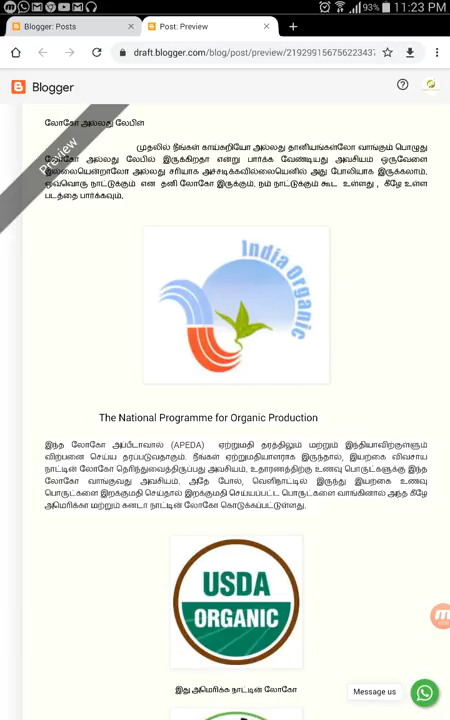 93% 11:23 PM
Blogger: Posts
Post: Preview
draft.blogger.com/blog/post/preview/21929915675622343
Blogger
Preview
லோகோ அல்லது லேபிள்
முதலில் நீங்கள் காய்கறியோ அல்லது தானியங்கள்லோ வாங்கும் பொழுது
லோகோ அல்லது லேபில் இருக்கிறதா என்று பார்க்க வேண்டியது அவசியம் ஒருவேளை
இல்லையென்றாலோ அல்லது சரியாக அச்சடிக்கவில்லையெனில் அது போலியாக இருக்கலாம்.
ஒவ்வொரு நாட்டுக்கும் என தனி லோகோ இருக்கும். நம் நாட்டுக்கும் கூட உள்ளது , கீழே உள்ள
படத்தை பார்க்கவும்.
India Organic
The National Programme for Organic Production
இந்த லோகோ அப்பீடாவால் (APEDA) ஏற்றுமதி தரத்திலும் மற்றும் இந்தியாவிற்குள்ளும்
விற்பனை செய்ய தரப்படுவதாகும். நீங்கள் ஏற்றுமதியாளராக இருந்தால், இயற்கை விவசாய
நாட்டின் லோகோ தெரிந்துவைத்திருப்பது அவசியம். உதாரணத்திற்கு உணவு பொருட்களுக்கு இந்த
லோகோ வாங்குவது அவசியம். அதே போல், வெளிநாட்டில் இருந்து இயற்கை உணவு
பொருட்களை இறக்குமதி செய்தால் இறக்குமதி செய்யப்பட்ட பொருட்களை வாங்கினால் அந்த கீழே
அமெரிக்கா மற்றும் கனடா நாட்டின் லோகோ கொடுக்கப்பட்டுள்ளது.
USDA
ORGANIC
இது அமெரிக்க நாட்டின் லோகோ
Message us